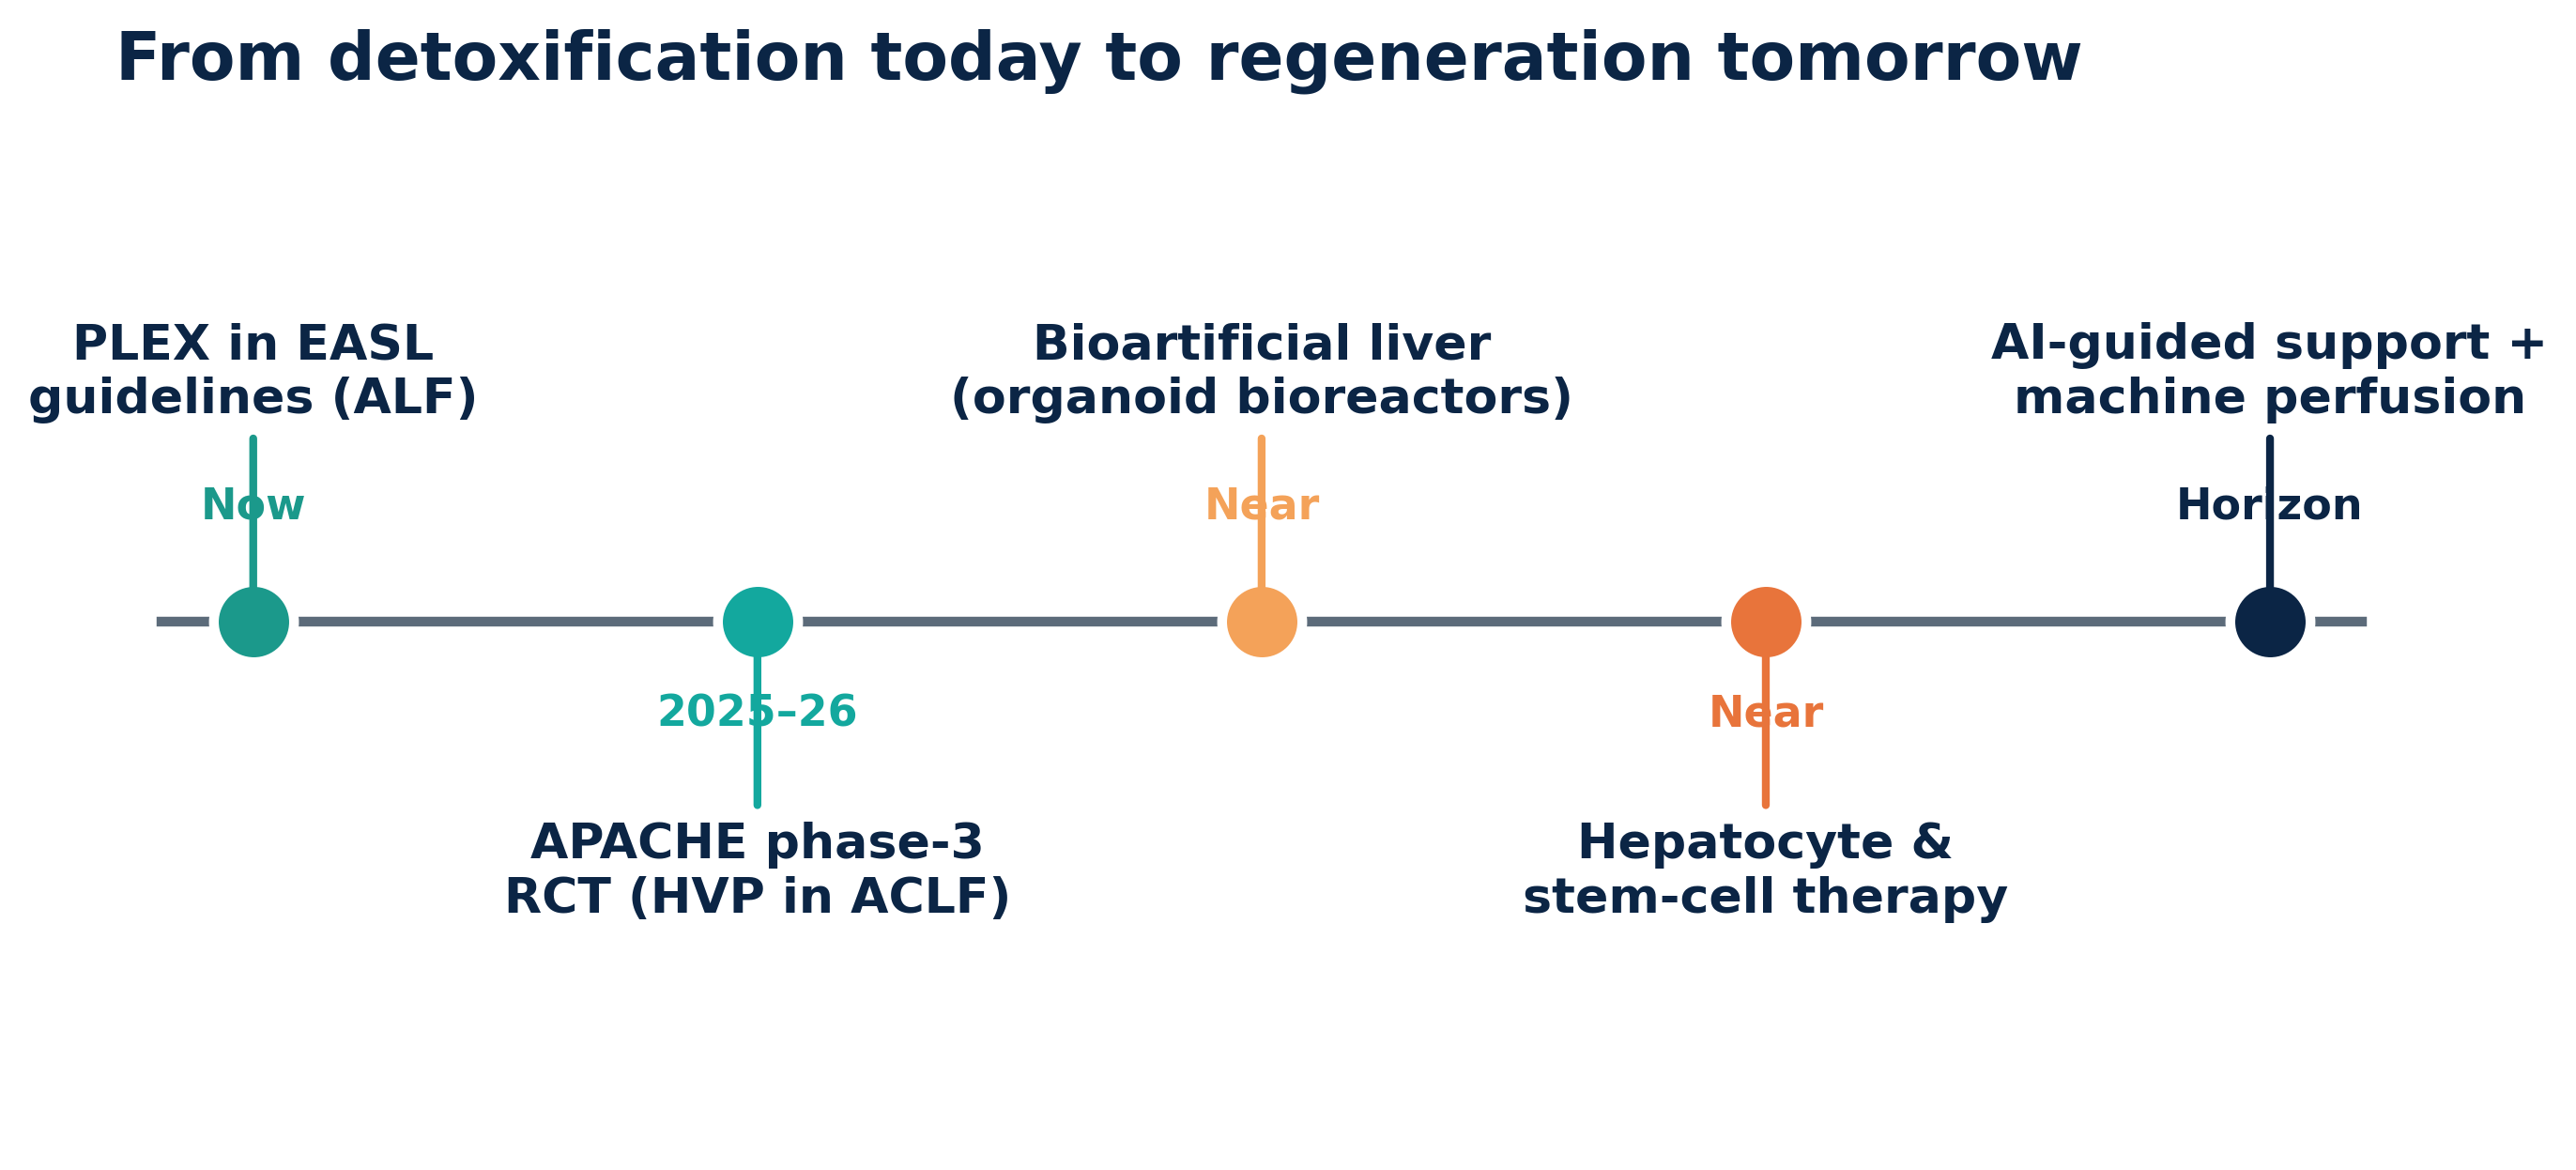 From detoxification today to regeneration tomorrow
PLEX in EASL
guidelines (ALF)
Now
2025–26
APACHE phase-3
RCT (HVP in ACLF)
Bioartificial liver
(organoid bioreactors)
Near
Near
Hepatocyte &
stem-cell therapy
AI-guided support +
machine perfusion
Horizon